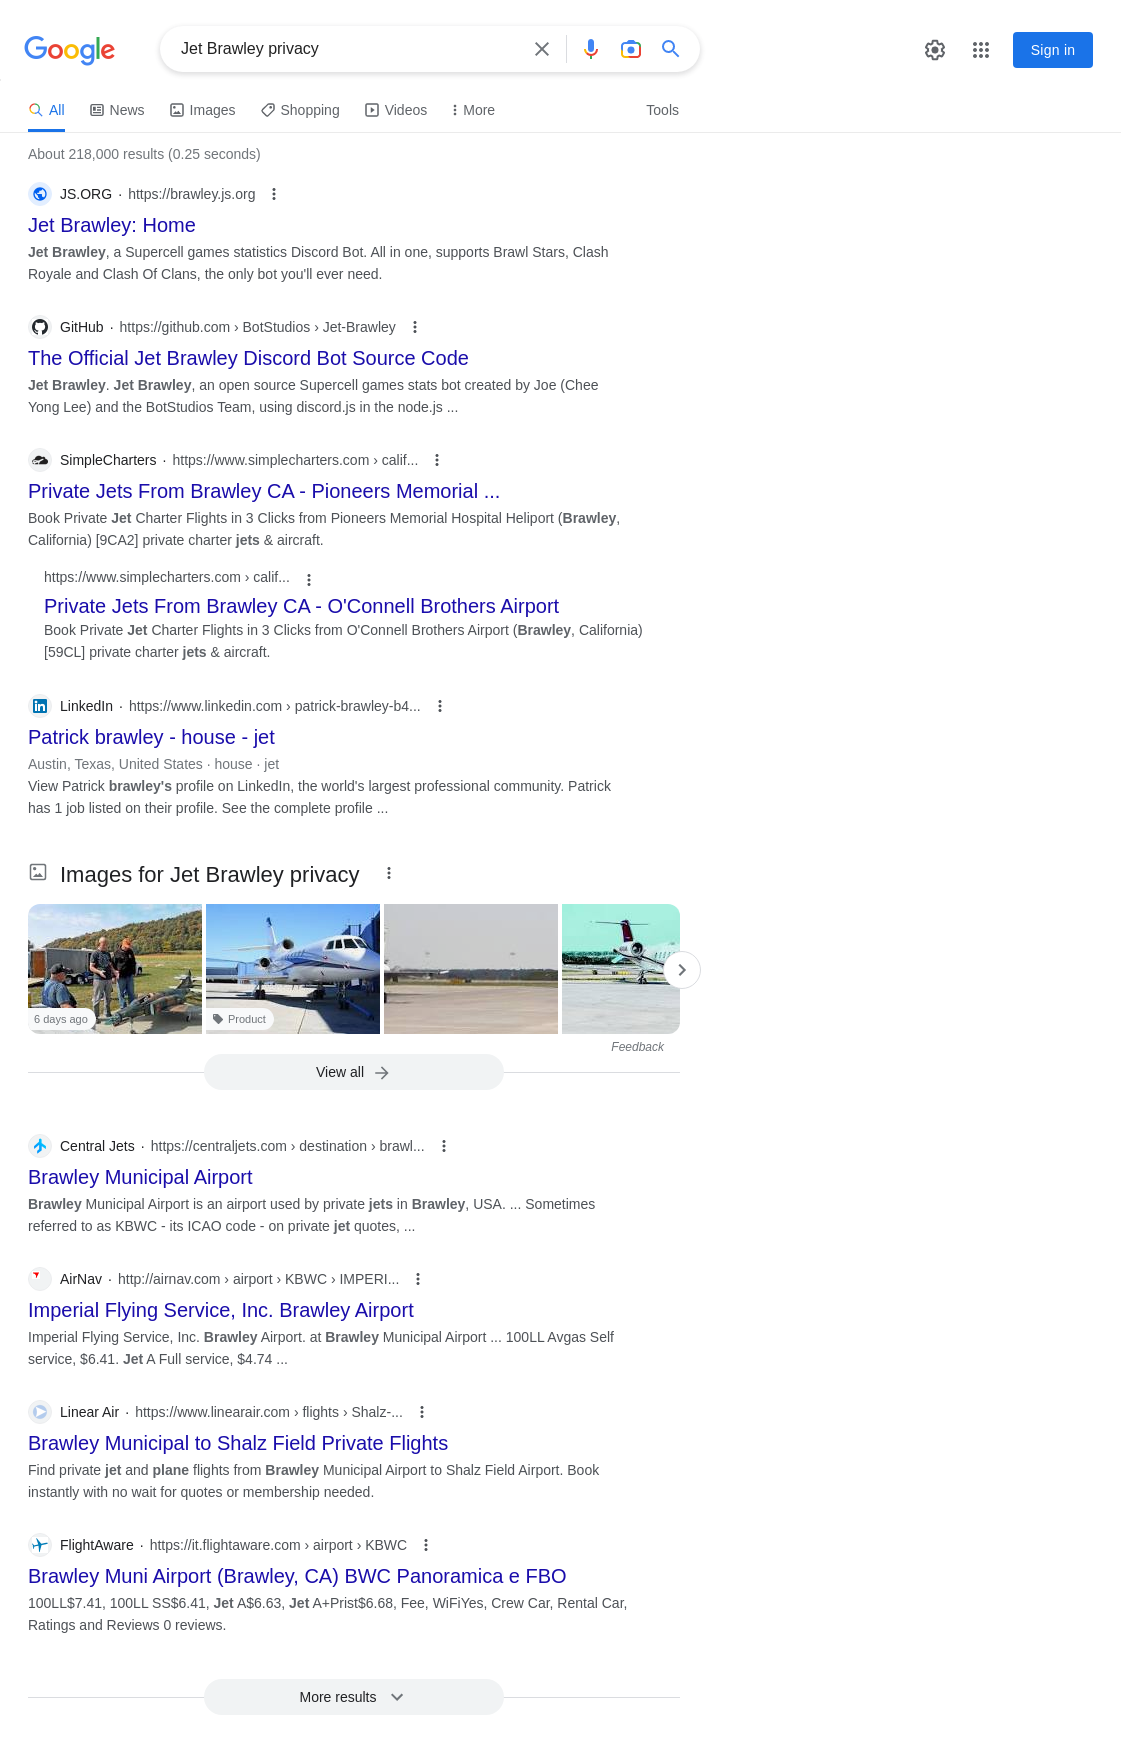 Google
Jet Brawley privacy
Sign in
All
News
Images
Shopping
Videos
More
Tools
About 218,000 results (0.25 seconds)
JS.ORG · https://brawley.js.org
Jet Brawley: Home
Jet Brawley, a Supercell games statistics Discord Bot. All in one, supports Brawl Stars, Clash
Royale and Clash Of Clans, the only bot you'll ever need.
GitHub · https://github.com › BotStudios › Jet-Brawley
The Official Jet Brawley Discord Bot Source Code
Jet Brawley. Jet Brawley, an open source Supercell games stats bot created by Joe (Chee
Yong Lee) and the BotStudios Team, using discord.js in the node.js ...
SimpleCharters · https://www.simplecharters.com › calif...
Private Jets From Brawley CA - Pioneers Memorial ...
Book Private Jet Charter Flights in 3 Clicks from Pioneers Memorial Hospital Heliport (Brawley,
California) [9CA2] private charter jets & aircraft.
https://www.simplecharters.com › calif...
Private Jets From Brawley CA - O'Connell Brothers Airport
Book Private Jet Charter Flights in 3 Clicks from O'Connell Brothers Airport (Brawley, California)
[59CL] private charter jets & aircraft.
LinkedIn · https://www.linkedin.com › patrick-brawley-b4...
Patrick brawley - house - jet
Austin, Texas, United States · house · jet
View Patrick brawley's profile on LinkedIn, the world's largest professional community. Patrick
has 1 job listed on their profile. See the complete profile ...
Images for Jet Brawley privacy
6 days ago
Product
Feedback
View all
Central Jets · https://centraljets.com › destination › brawl...
Brawley Municipal Airport
Brawley Municipal Airport is an airport used by private jets in Brawley, USA. ... Sometimes
referred to as KBWC - its ICAO code - on private jet quotes, ...
AirNav · http://airnav.com › airport › KBWC › IMPERI...
Imperial Flying Service, Inc. Brawley Airport
Imperial Flying Service, Inc. Brawley Airport. at Brawley Municipal Airport ... 100LL Avgas Self
service, $6.41. Jet A Full service, $4.74 ...
Linear Air · https://www.linearair.com › flights › Shalz-...
Brawley Municipal to Shalz Field Private Flights
Find private jet and plane flights from Brawley Municipal Airport to Shalz Field Airport. Book
instantly with no wait for quotes or membership needed.
FlightAware · https://it.flightaware.com › airport › KBWC
Brawley Muni Airport (Brawley, CA) BWC Panoramica e FBO
100LL$7.41, 100LL SS$6.41, Jet A$6.63, Jet A+Prist$6.68, Fee, WiFiYes, Crew Car, Rental Car,
Ratings and Reviews 0 reviews.
More results